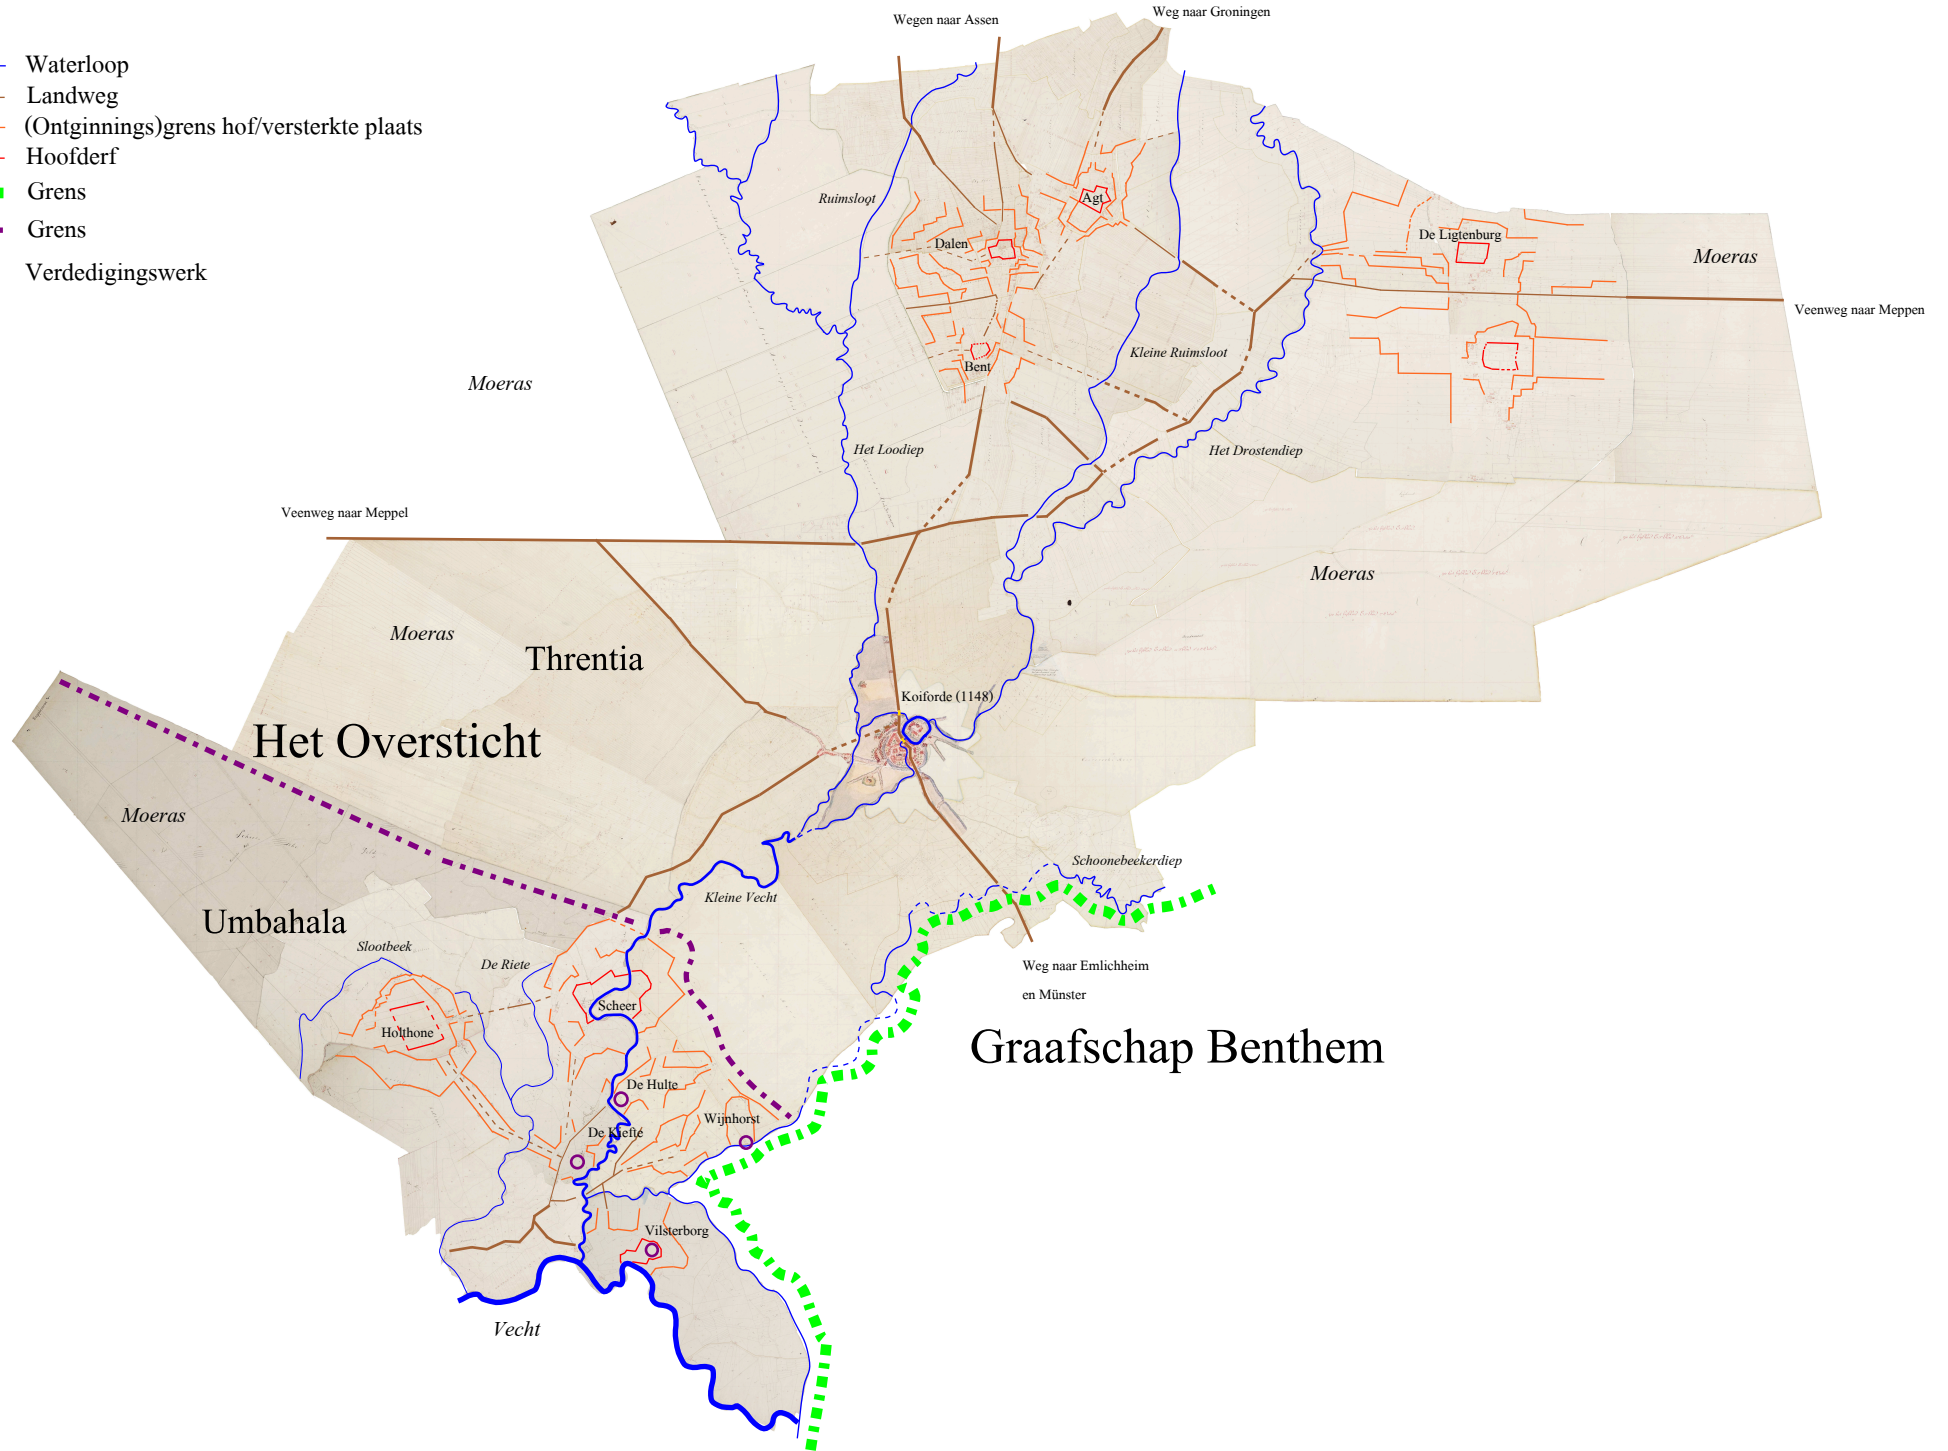 Wegen naar Assen
Weg naar Groningen
Waterloop
Landweg
(Ontginnings)grens hof/versterkte plaats
Hoofderf
Grens
Grens
Verdedigingswerk
Ruimsloot
Agt
Dalen
De Ligtenburg
Moeras
Veenweg naar Meppen
Kleine Ruimsloot
Bent
Moeras
Het Loodiep
Het Drostendiep
Veenweg naar Meppel
Moeras
Moeras
Threntia
Koiforde (1148)
Het Oversticht
Moeras
Schoonebeekerdiep
Kleine Vecht
Umbahala
Slootbeek
De Riete
Weg naar Emlichheim
en Münster
Scheer
Holthone
Graafschap Benthem
De Hulte
Wijnhorst
De Kiefte
Vilsterborg
Vecht